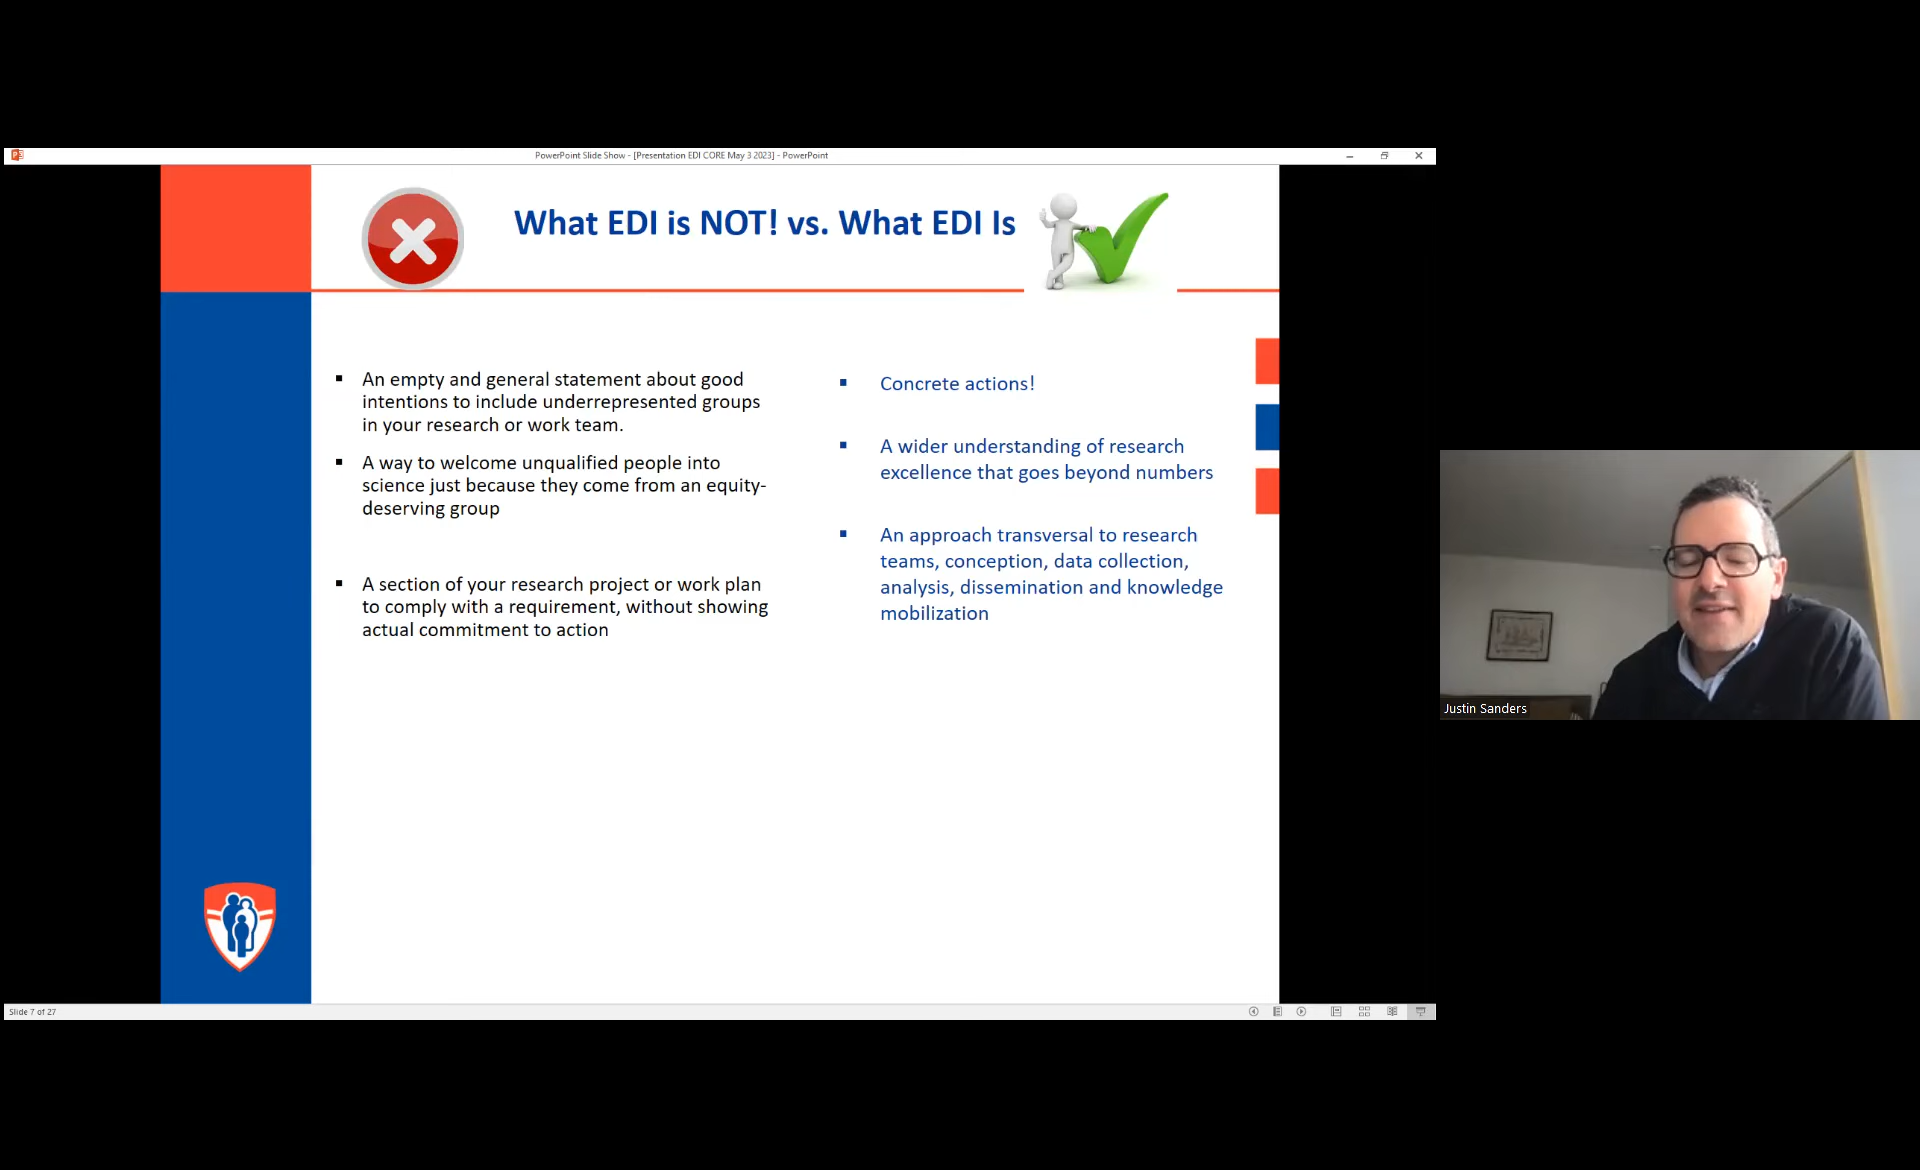 PowerPoint Slide Show - [Presentation EDI CORE May 3 2023] - PowerPoint
What EDI is NOT! vs. What EDI Is
▪ An empty and general statement about good
intentions to include underrepresented groups
in your research or work team.
▪ A way to welcome unqualified people into
science just because they come from an equity-
deserving group
▪ A section of your research project or work plan
to comply with a requirement, without showing
actual commitment to action
▪ Concrete actions!
▪ A wider understanding of research
excellence that goes beyond numbers
▪ An approach transversal to research
teams, conception, data collection,
analysis, dissemination and knowledge
mobilization
Justin Sanders
Slide 7 of 27